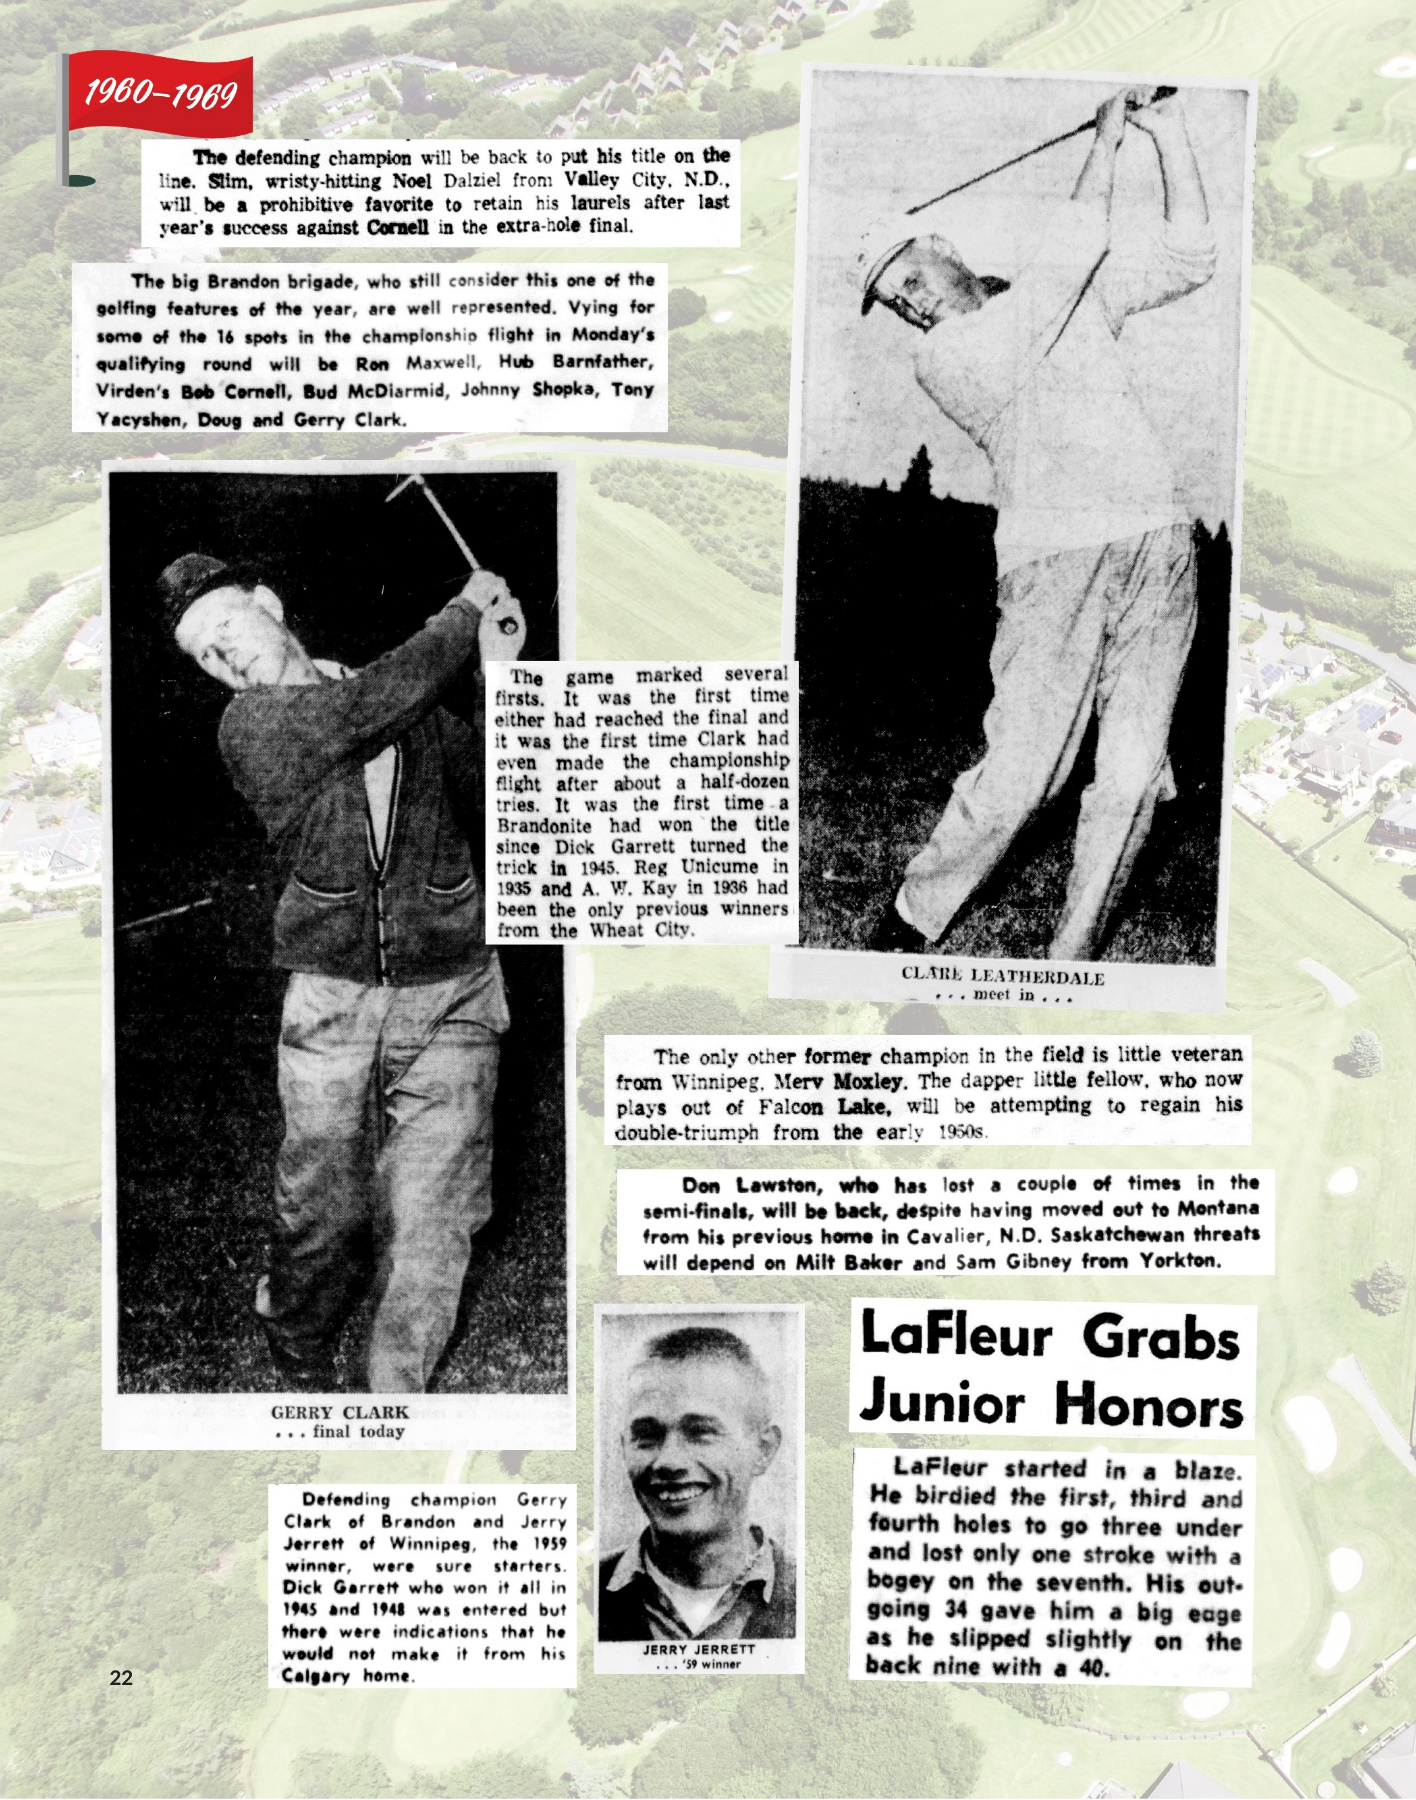 1960–1969
The defending champion will be back to put his title on the
line. Slim, wristy-hitting Noel Dalziel from Valley City, N.D.,
will be a prohibitive favorite to retain his laurels after last
year's success against Cornell in the extra-hole final.
The big Brandon brigade, who still consider this one of the
golfing features of the year, are well represented. Vying for
some of the 16 spots in the championship flight in Monday's
qualifying round will be Ron Maxwell, Hub Barnfather,
Virden's Bob Cornell, Bud McDiarmid, Johnny Shopka, Tony
Yacyshen, Doug and Gerry Clark.
The game marked several
firsts. It was the first time
either had reached the final and
it was the first time Clark had
even made the championship
flight after about a half-dozen
tries. It was the first time a
Brandonite had won the title
since Dick Garrett turned the
trick in 1945. Reg Unicume in
1935 and A. W. Kay in 1936 had
been the only previous winners
from the Wheat City.
CLARE LEATHERDALE
. . . meet in . . .
The only other former champion in the field is little veteran
from Winnipeg, Merv Moxley. The dapper little fellow, who now
plays out of Falcon Lake, will be attempting to regain his
double-triumph from the early 1950s.
Don Lawston, who has lost a couple of times in the
semi-finals, will be back, despite having moved out to Montana
from his previous home in Cavalier, N.D. Saskatchewan threats
will depend on Milt Baker and Sam Gibney from Yorkton.
GERRY CLARK
. . . final today
Defending champion Gerry
Clark of Brandon and Jerry
Jerrett of Winnipeg, the 1959
winner, were sure starters.
Dick Garrett who won it all in
1945 and 1948 was entered but
there were indications that he
would not make it from his
Calgary home.
JERRY JERRETT
. . . '59 winner
LaFleur Grabs
Junior Honors
LaFleur started in a blaze.
He birdied the first, third and
fourth holes to go three under
and lost only one stroke with a
bogey on the seventh. His out-
going 34 gave him a big edge
as he slipped slightly on the
back nine with a 40.
22